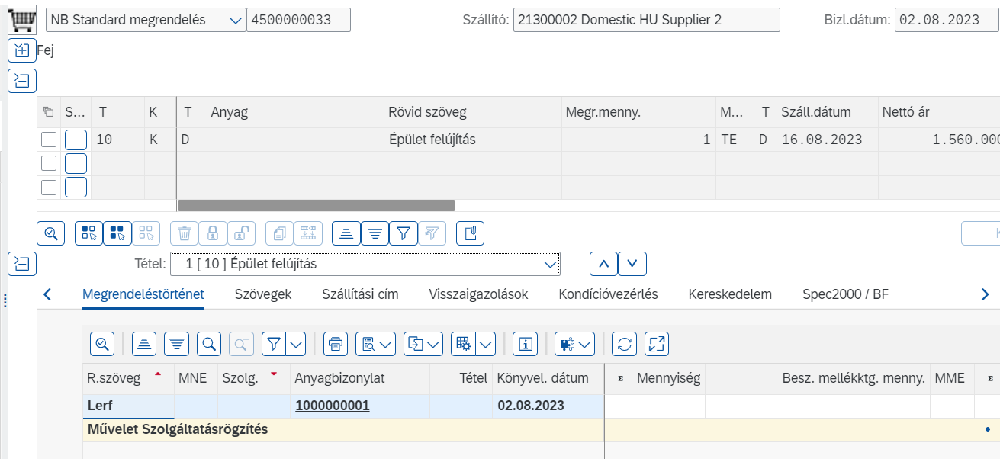 NB Standard megrendelés 4500000033 Szállító: 21300002 Domestic HU Supplier 2 Bizl.dátum: 02.08.2023
Fej
S... T K T Anyag Rövid szöveg Megr.menny. M... T Száll.dátum Nettó ár
10 K D Épület felújítás 1 TE D 16.08.2023 1.560.000
Tétel: 1 [ 10 ] Épület felújítás
Megrendeléstörténet Szövegek Szállítási cím Visszaigazolások Kondícióvezérlés Kereskedelem Spec2000 / BF
R.szöveg MNE Szolg. Anyagbizonylat Tétel Könyvel. dátum Σ Mennyiség Besz. mellékktg. menny. MME Σ
Lerf 1000000001 02.08.2023
Művelet Szolgáltatásrögzítés